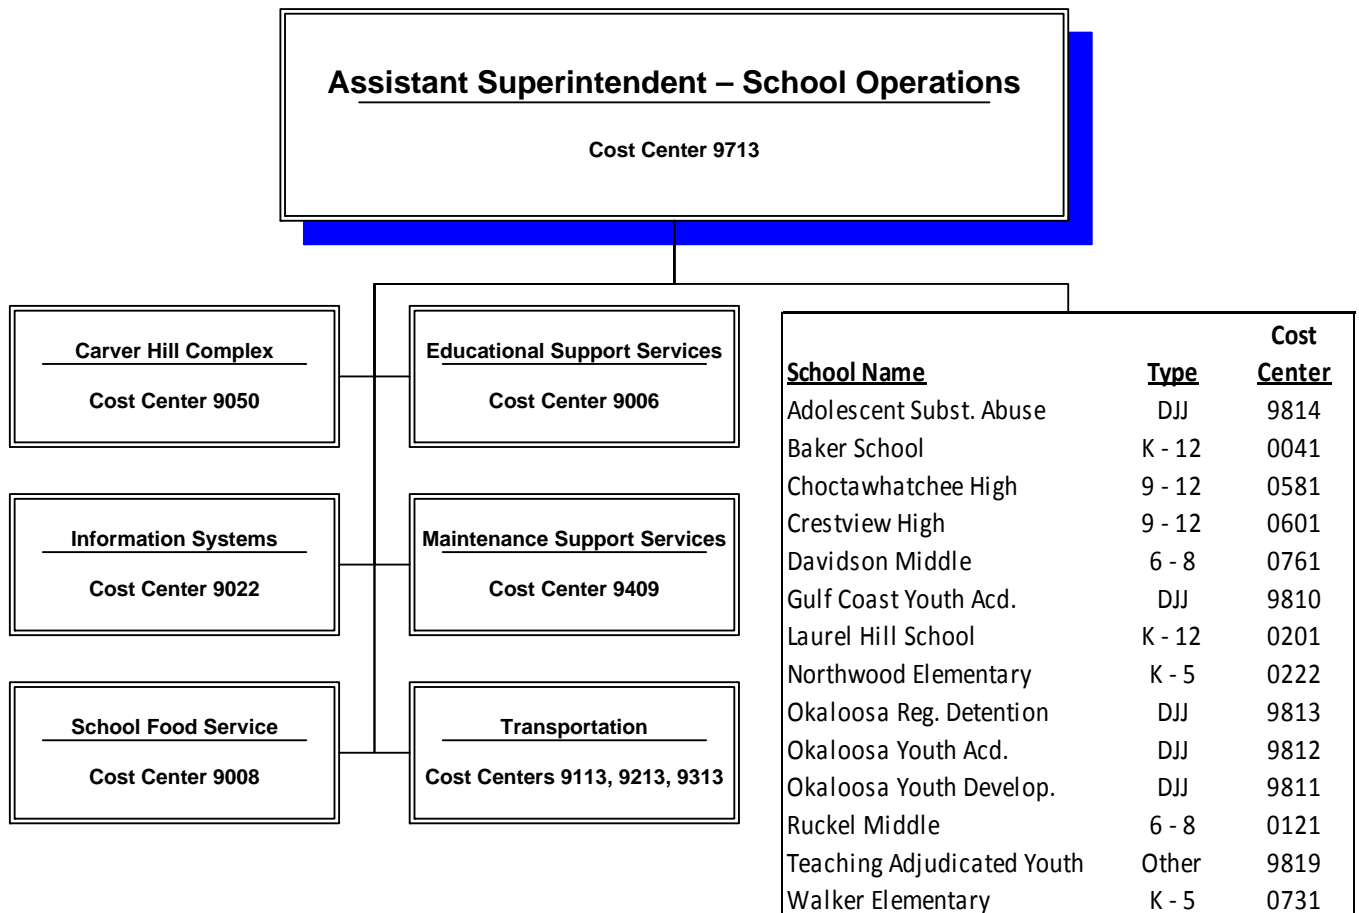 Assistant Superintendent – School Operations
Cost Center 9713
Carver Hill Complex
Cost Center 9050
Educational Support Services
Cost Center 9006
Information Systems
Cost Center 9022
Maintenance Support Services
Cost Center 9409
School Food Service
Cost Center 9008
Transportation
Cost Centers 9113, 9213, 9313
Cost
School Name Type Center
Adolescent Subst. Abuse DJJ 9814
Baker School K - 12 0041
Choctawhatchee High 9 - 12 0581
Crestview High 9 - 12 0601
Davidson Middle 6 - 8 0761
Gulf Coast Youth Acd. DJJ 9810
Laurel Hill School K - 12 0201
Northwood Elementary K - 5 0222
Okaloosa Reg. Detention DJJ 9813
Okaloosa Youth Acd. DJJ 9812
Okaloosa Youth Develop. DJJ 9811
Ruckel Middle 6 - 8 0121
Teaching Adjudicated Youth Other 9819
Walker Elementary K - 5 0731